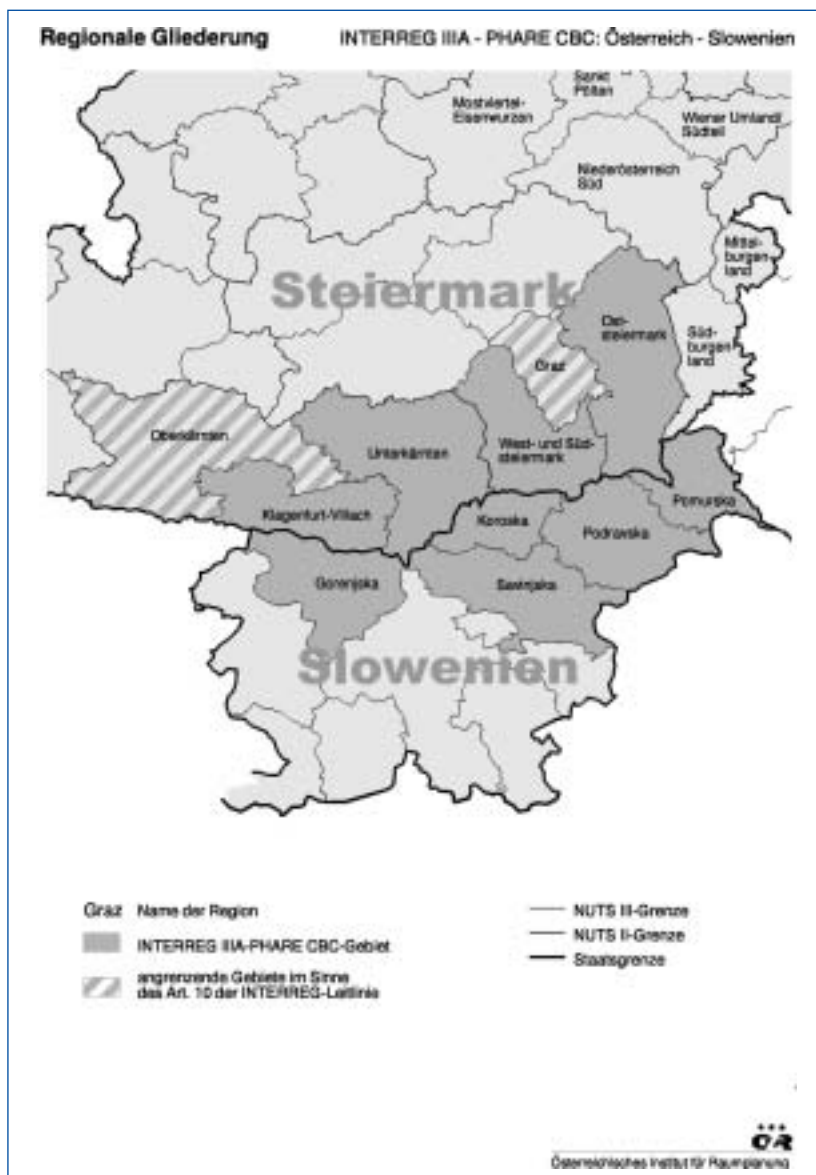 Regionale Gliederung
INTERREG IIIA - PHARE CBC: Österreich - Slowenien
Sankt
Pölten
Mostviertel-
Eisenwurzen
Wiener Umland/
Südteil
Niederösterreich
Süd
Mittel-
burgen
land
Steiermark
Ost-
steiermark
Süd-
burgen
land
Graz
Oberkärnten
Unterkärnten
West- und Süd-
steiermark
Pomurska
Klagenfurt-Villach
Koroska
Podravska
Gorenjska
Savinjska
Slowenien
Graz Name der Region
INTERREG IIIA-PHARE CBC-Gebiet
angrenzende Gebiete im Sinne
des Art. 10 der INTERREG-Leitlinie
NUTS III-Grenze
NUTS II-Grenze
Staatsgrenze
ÖIR
Österreichisches Institut für Raumplanung